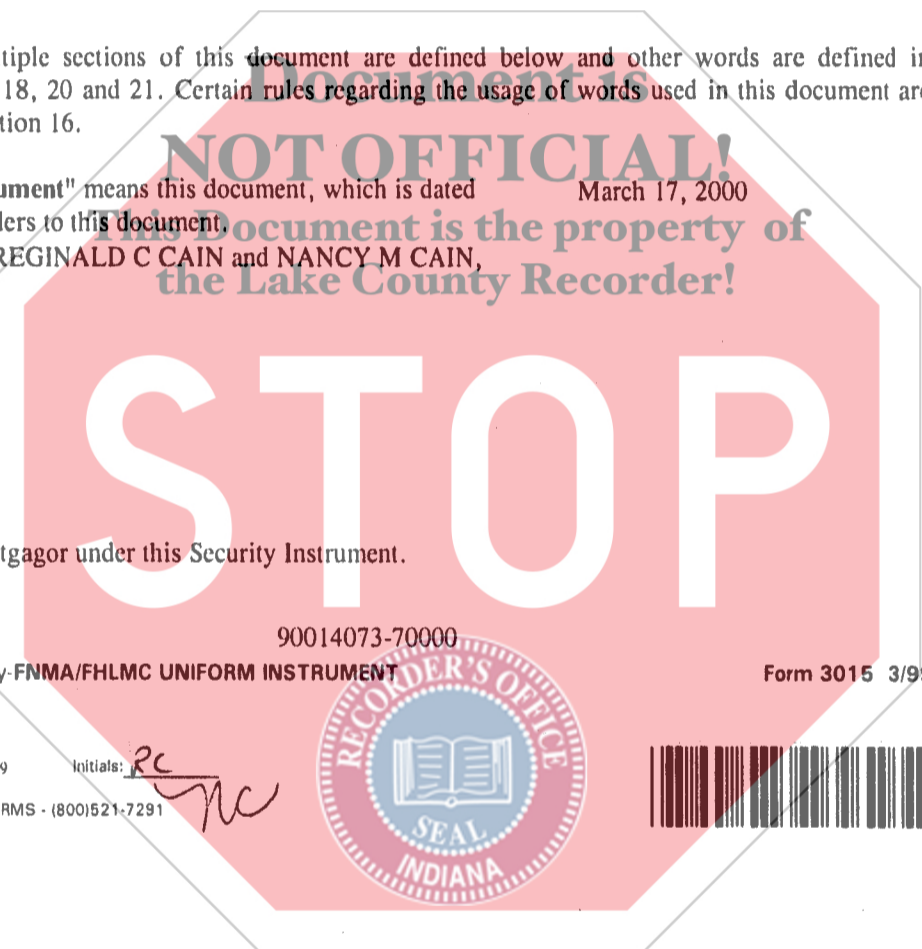 tiple sections of this document are defined below and other words are defined in
18, 20 and 21. Certain rules regarding the usage of words used in this document are
tion 16.
Document is
NOT OFFICIAL!
ument" means this document, which is dated March 17, 2000
ders to this document.
This Document is the property of
REGINALD C CAIN and NANCY M CAIN,
the Lake County Recorder!
STOP
tgagor under this Security Instrument.
90014073-70000
y-FNMA/FHLMC UNIFORM INSTRUMENT Form 3015 3/99
9 Initials: RC
NC
RMS - (800)521-7291
RECORDER'S OFFICE
SEAL
INDIANA